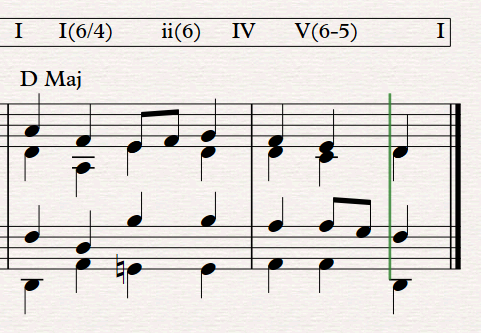 I I(6/4) ii(6) IV V(6-5) I
D Maj